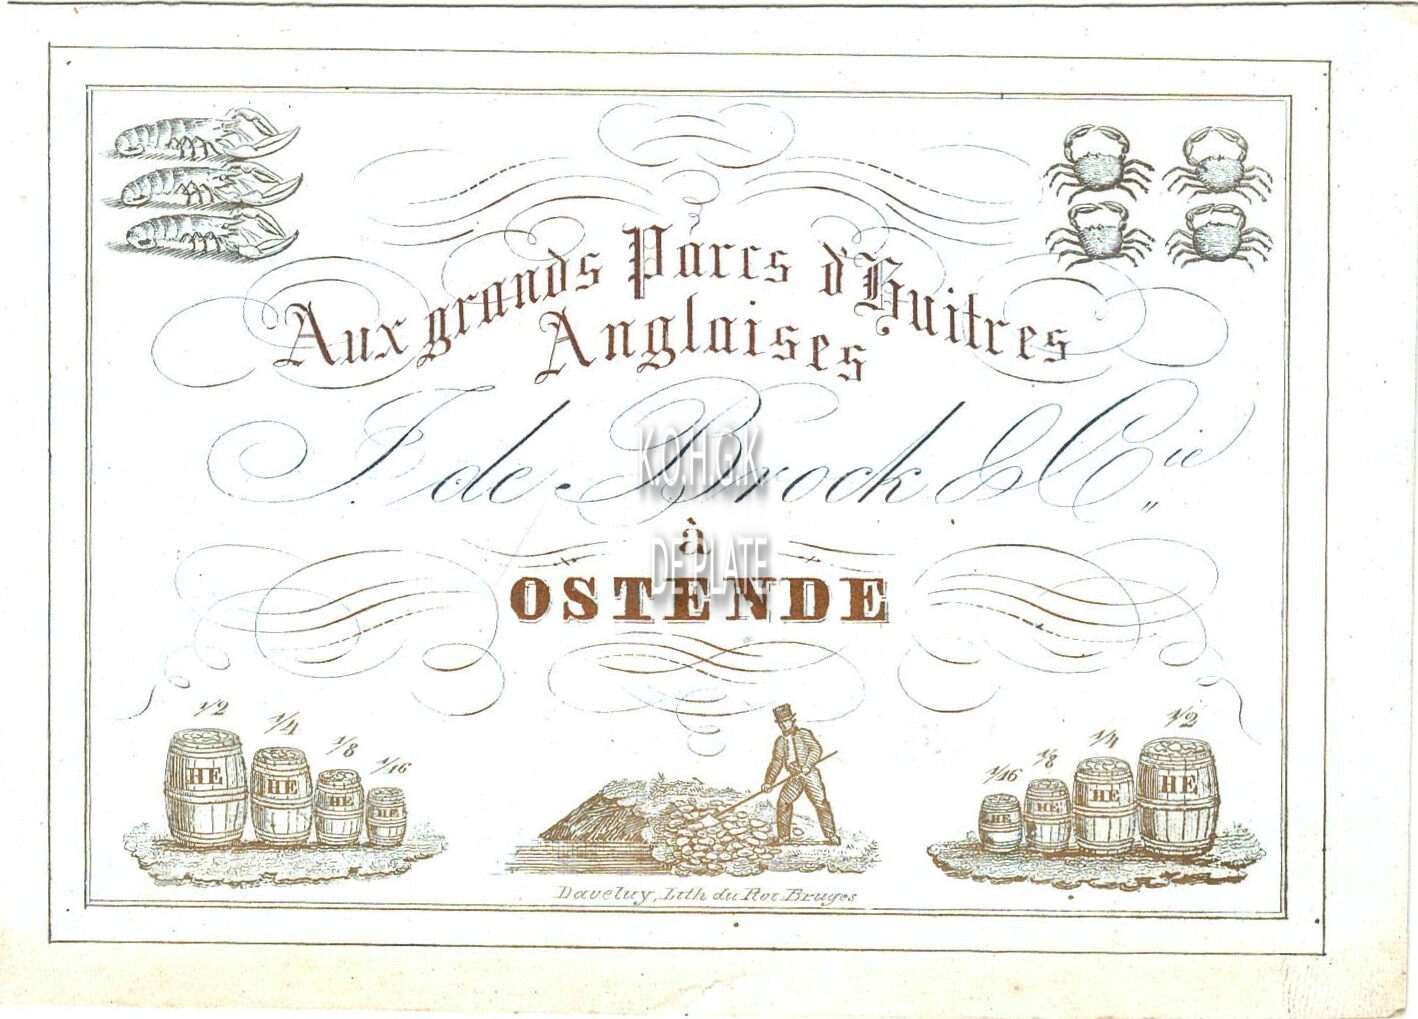 Aux grands Parcs d'Huitres
Anglaises
J. de Brock & Cie
K.O.H.G.K
à
DE PLATE
OSTENDE
1/2 1/4 1/8 1/16
HE HE HE HE
1/16 1/8 1/4 1/2
HE HE HE HE
Daveluy, Lith du Roi Bruges